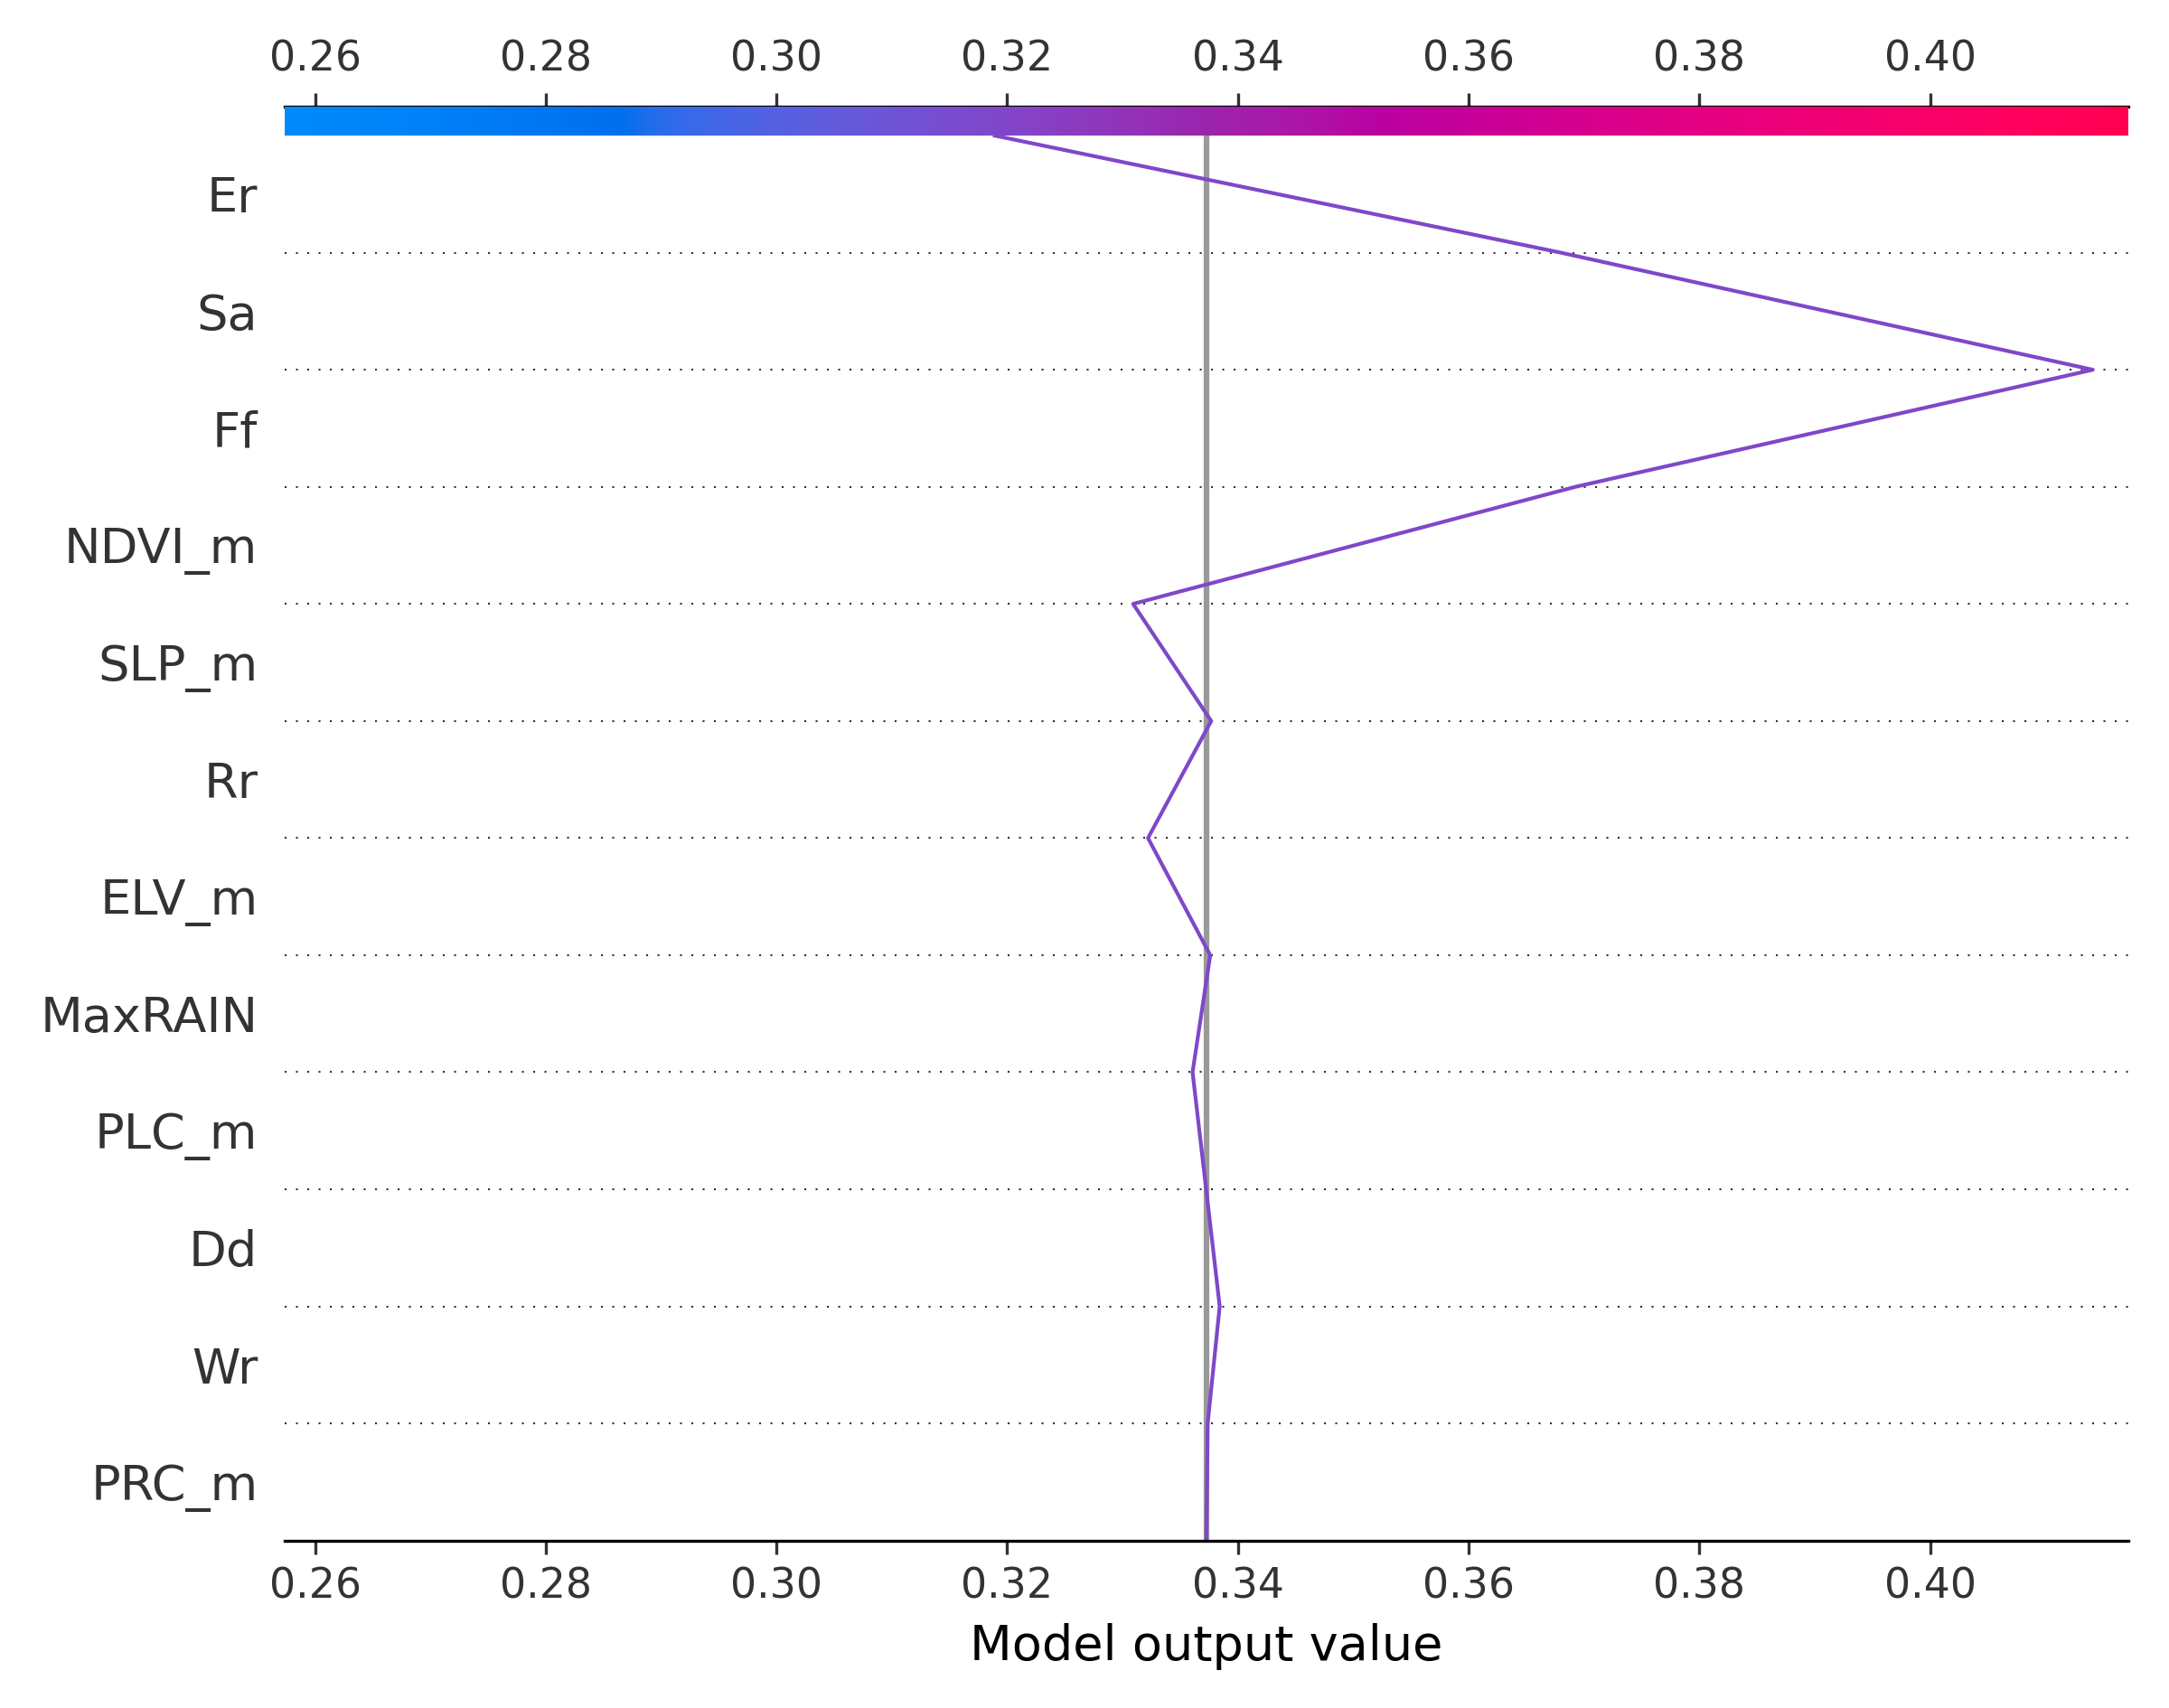 0.26 0.28 0.30 0.32 0.34 0.36 0.38 0.40
Er
Sa
Ff
NDVI_m
SLP_m
Rr
ELV_m
MaxRAIN
PLC_m
Dd
Wr
PRC_m
0.26 0.28 0.30 0.32 0.34 0.36 0.38 0.40
Model output value